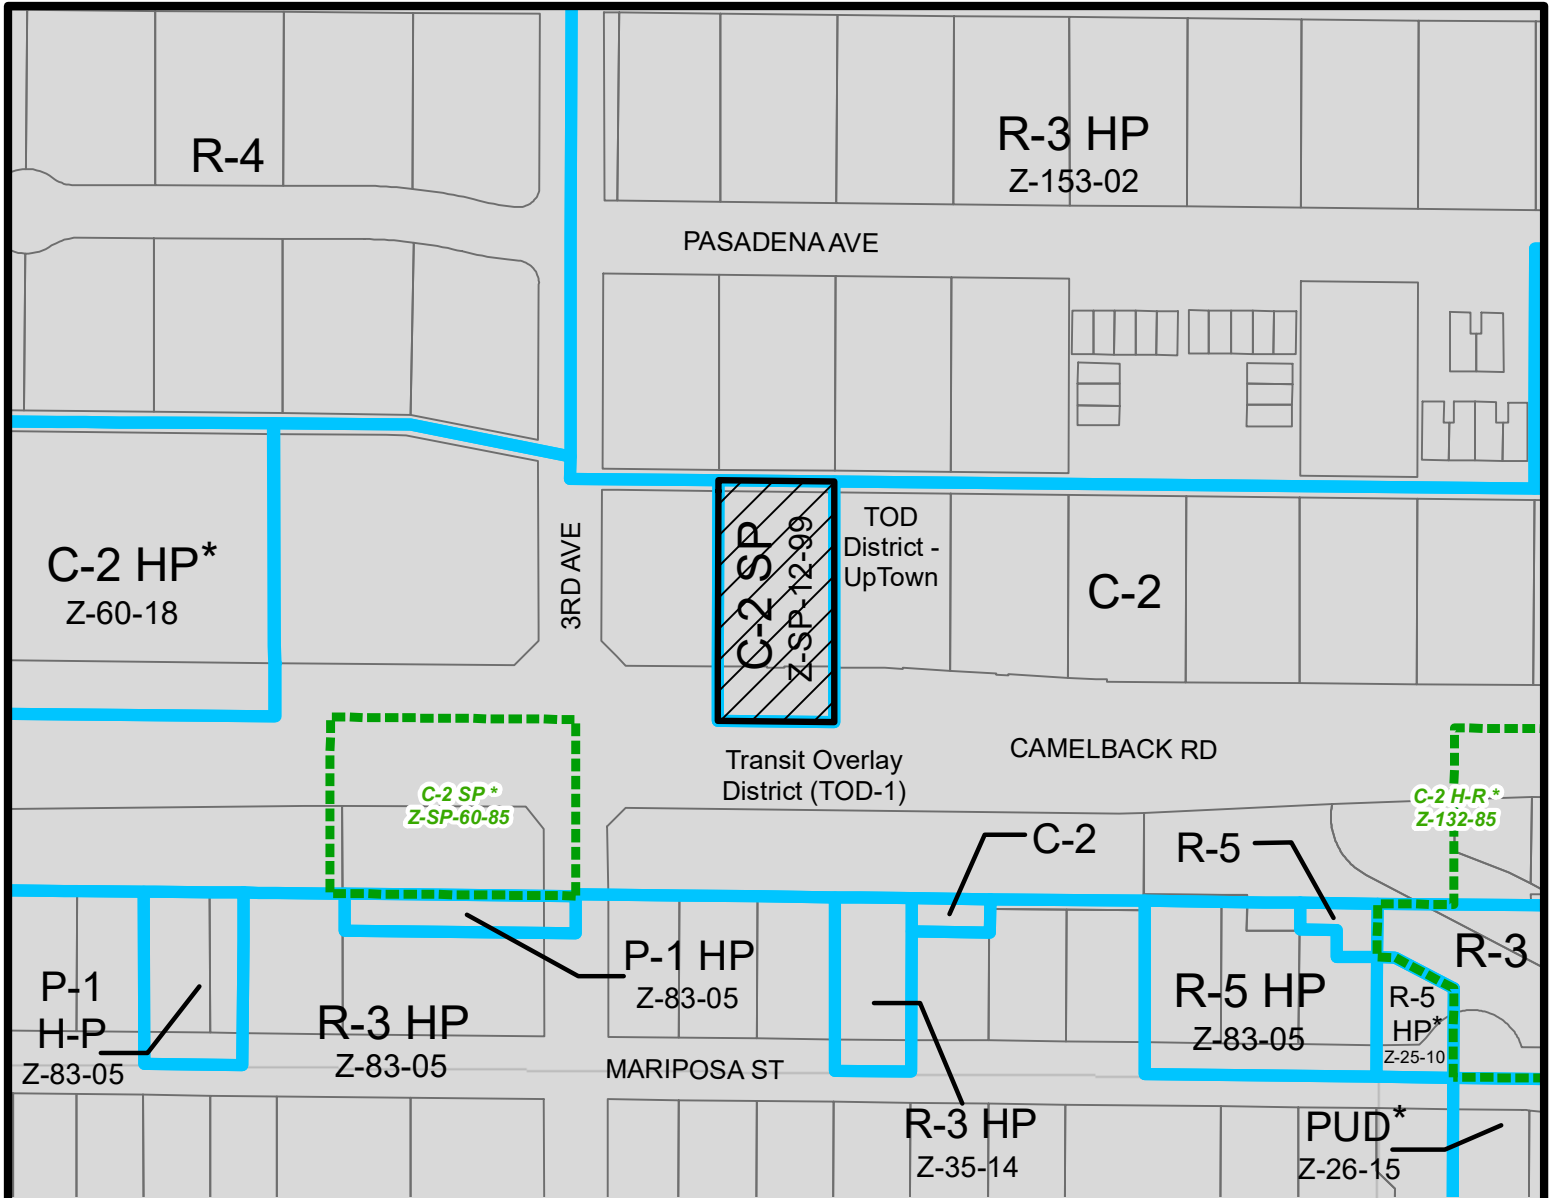 R-4
R-3 HP
Z-153-02
PASADENA AVE
C-2 HP*
Z-60-18
3RD AVE
C-2 SP
Z-SP-12-99
TOD
District -
UpTown
C-2
Transit Overlay
District (TOD-1)
CAMELBACK RD
C-2 SP *
Z-SP-60-85
C-2 H-R *
Z-132-85
C-2
R-5
P-1
H-P
Z-83-05
R-3 HP
Z-83-05
P-1 HP
Z-83-05
R-5 HP
Z-83-05
R-3
R-5
HP*
Z-25-10
MARIPOSA ST
R-3 HP
Z-35-14
PUD*
Z-26-15